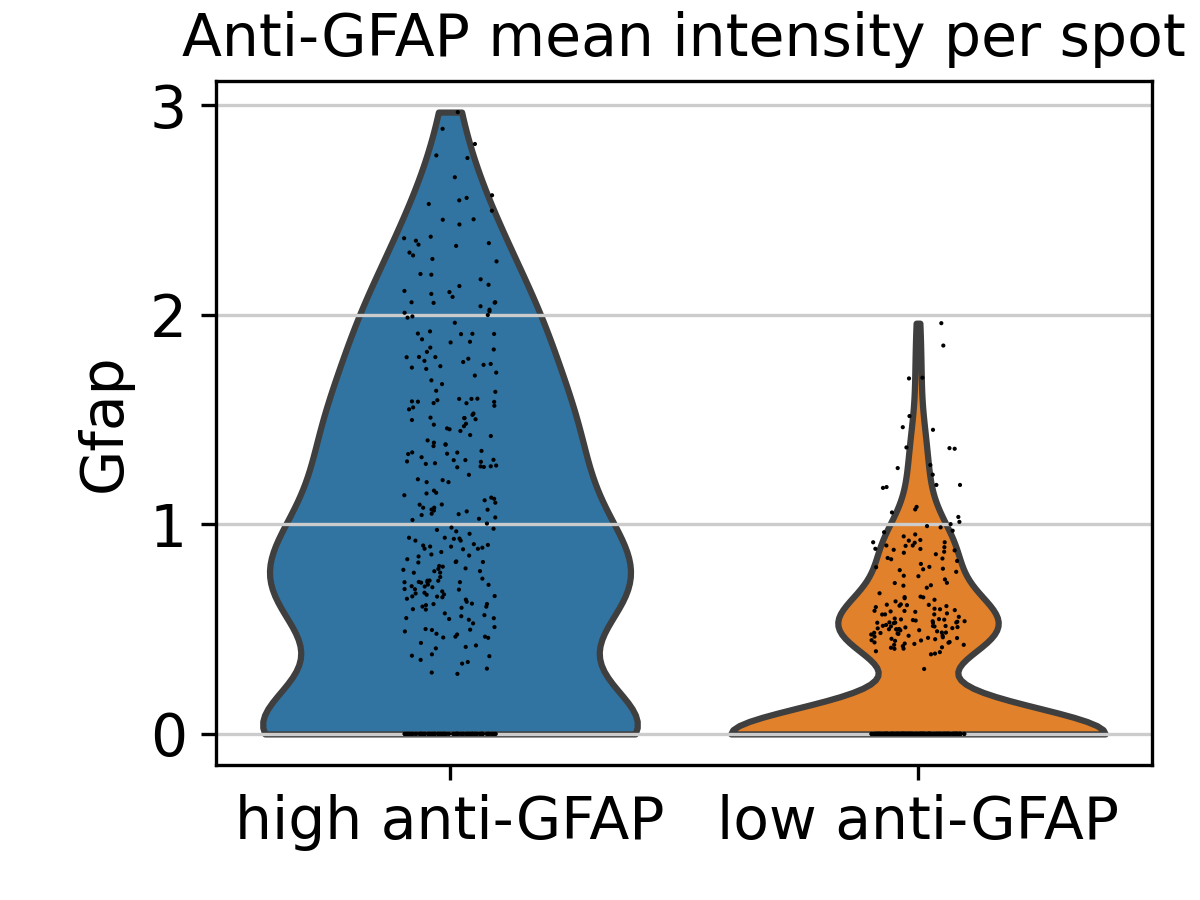 Anti-GFAP mean intensity per spot
3
2
1
0
Gfap
high anti-GFAP
low anti-GFAP